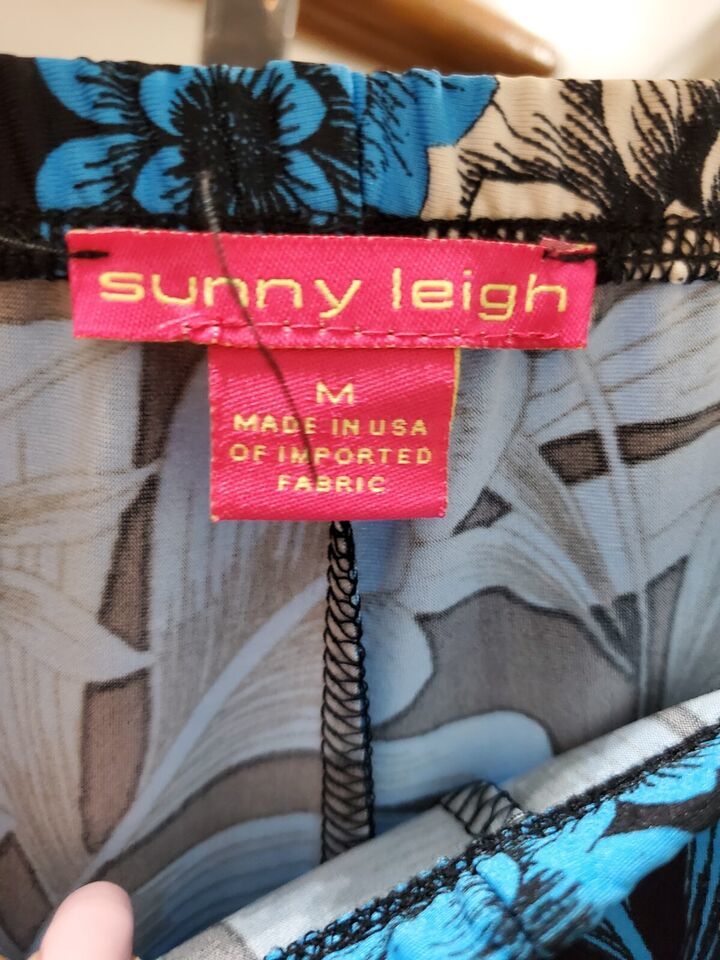 sunny leigh
M
MADE IN USA
OF IMPORTED
FABRIC